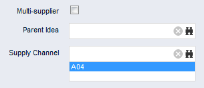 Multi-supplier
Parent Idea
Supply Channel
A04